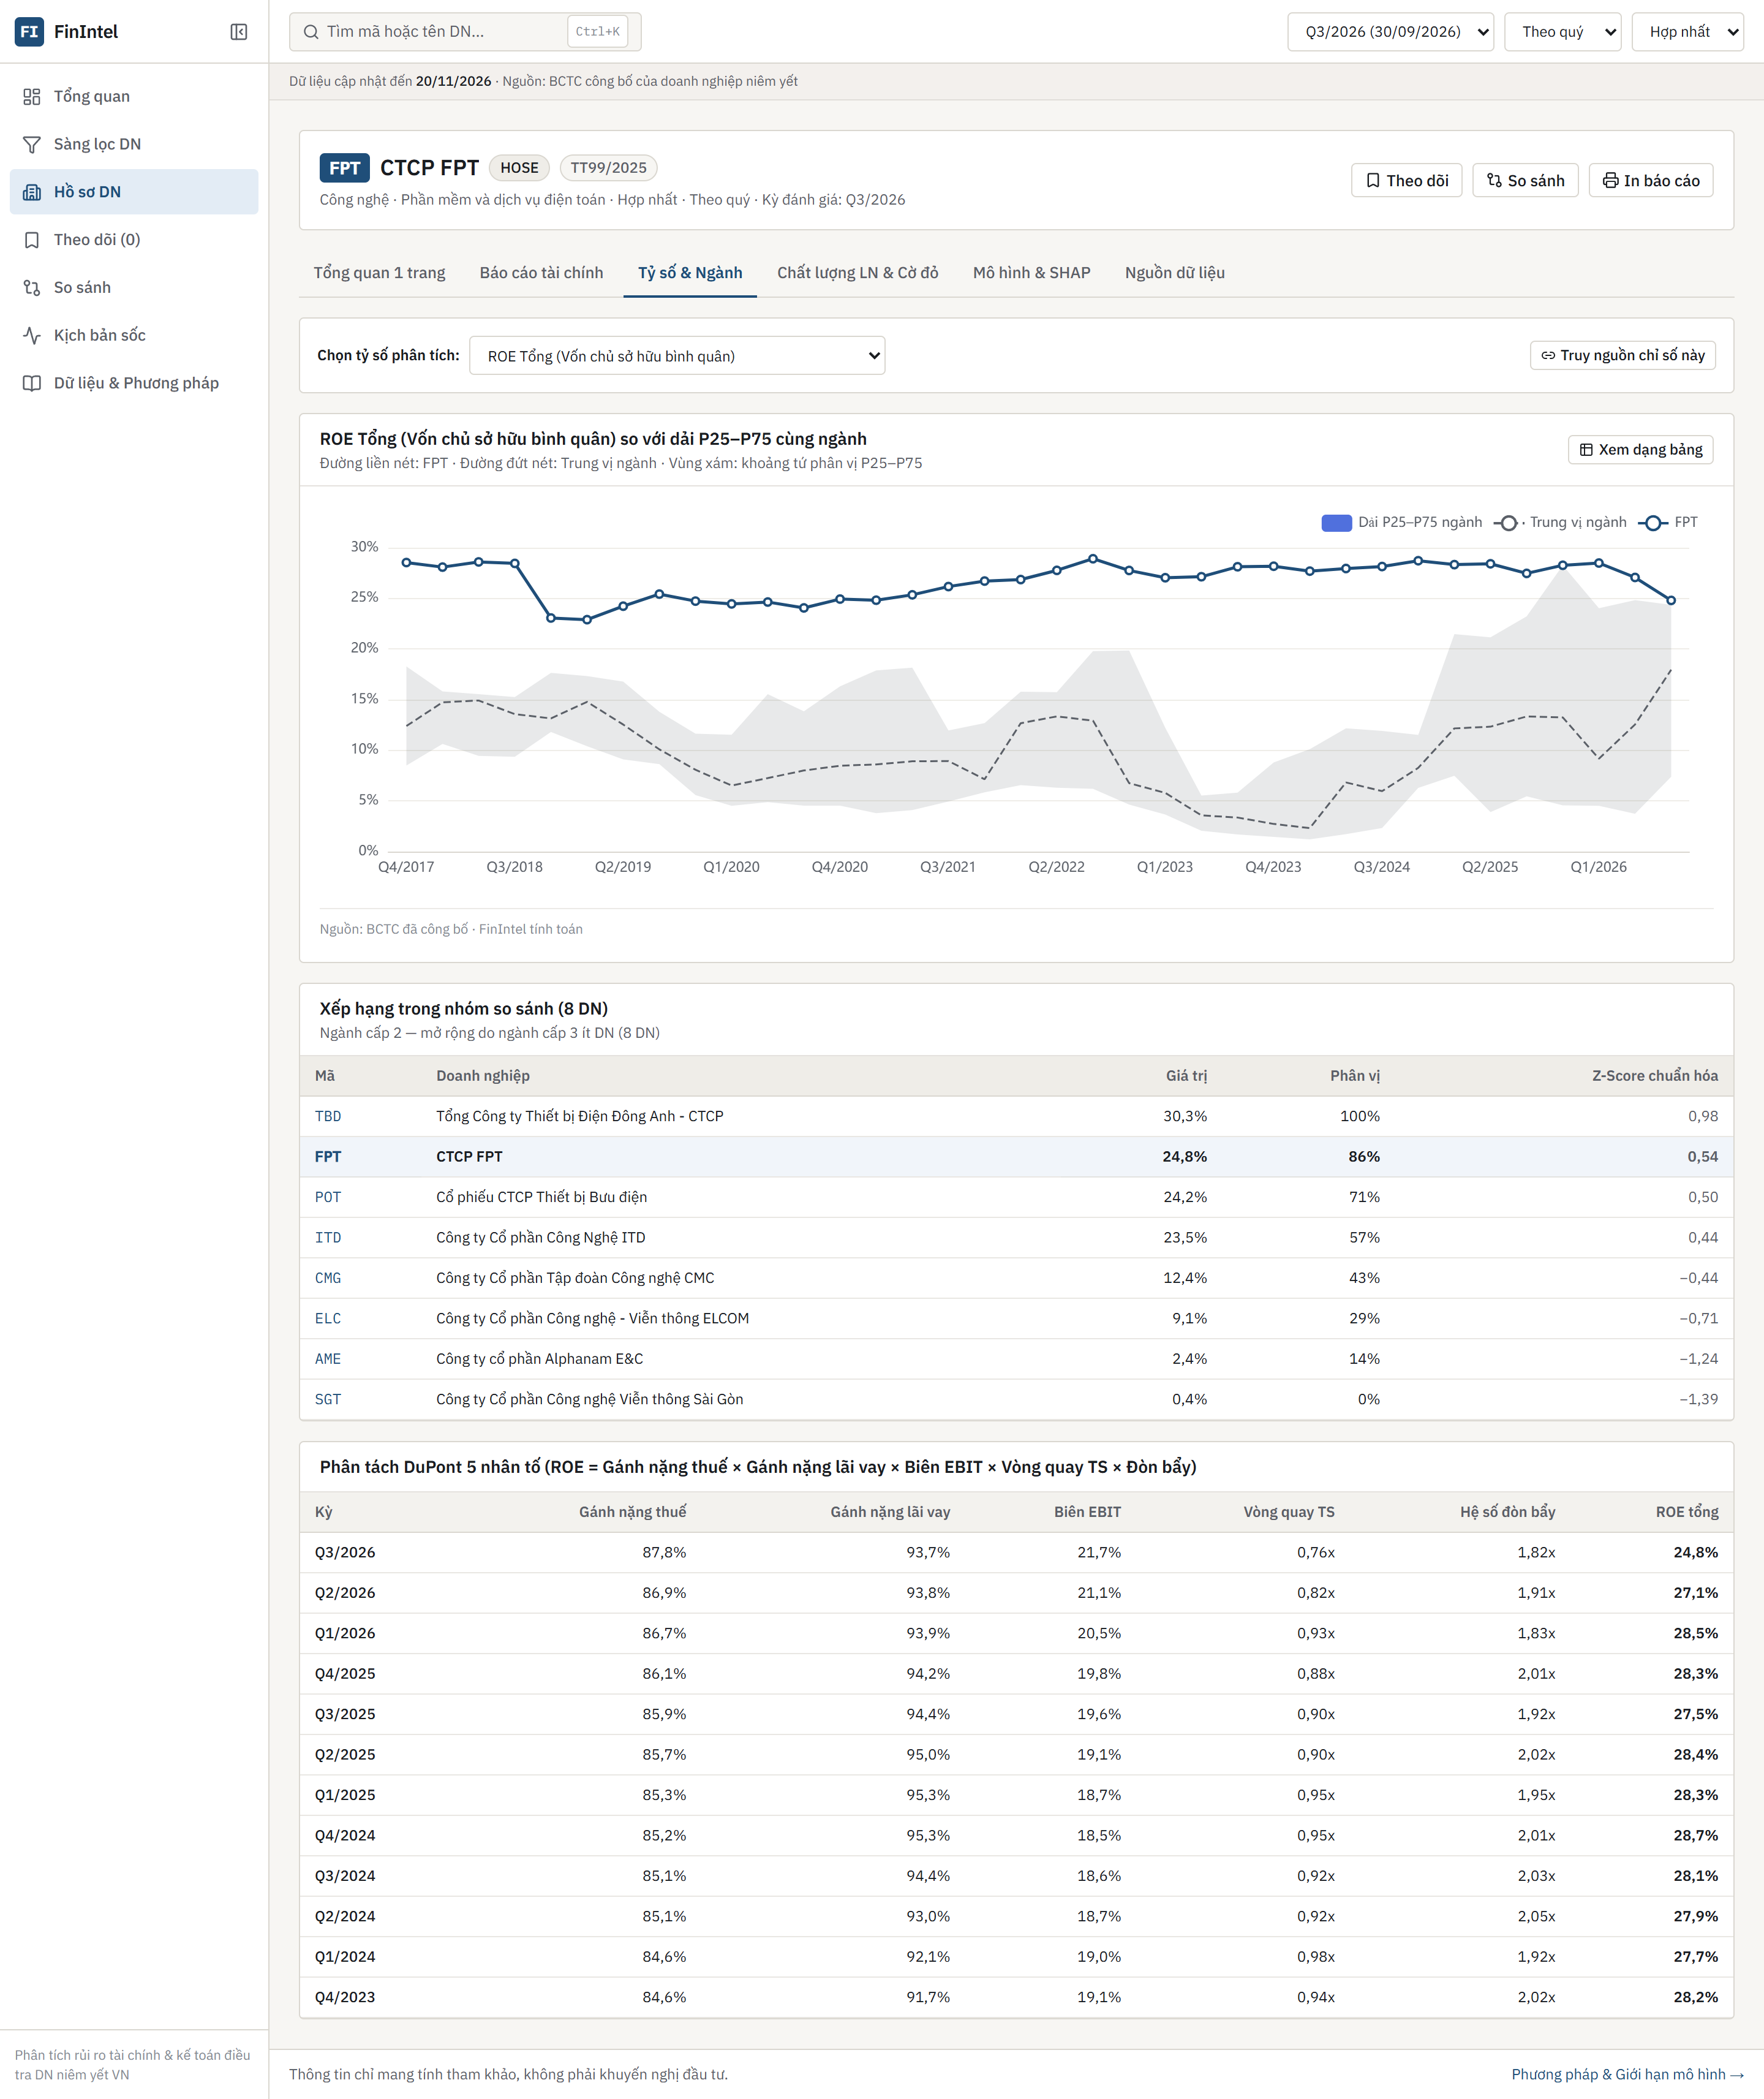 FI FinIntel
Tổng quan
Sàng lọc DN
Hồ sơ DN
Theo dõi (0)
So sánh
Kịch bản sốc
Dữ liệu & Phương pháp
Phân tích rủi ro tài chính & kế toán điều
tra DN niêm yết VN
Tìm mã hoặc tên DN... Ctrl+K
Q3/2026 (30/09/2026) Theo quý Hợp nhất
Dữ liệu cập nhật đến 20/11/2026 · Nguồn: BCTC công bố của doanh nghiệp niêm yết
FPT CTCP FPT HOSE TT99/2025
Công nghệ · Phần mềm và dịch vụ điện toán · Hợp nhất · Theo quý · Kỳ đánh giá: Q3/2026
Theo dõi So sánh In báo cáo
Tổng quan 1 trang Báo cáo tài chính Tỷ số & Ngành Chất lượng LN & Cờ đỏ Mô hình & SHAP Nguồn dữ liệu
Chọn tỷ số phân tích: ROE Tổng (Vốn chủ sở hữu bình quân) Truy nguồn chỉ số này
ROE Tổng (Vốn chủ sở hữu bình quân) so với dải P25–P75 cùng ngành
Đường liền nét: FPT · Đường đứt nét: Trung vị ngành · Vùng xám: khoảng tứ phân vị P25–P75
Xem dạng bảng
Dải P25–P75 ngành Trung vị ngành FPT
30%
25%
20%
15%
10%
5%
0%
Q4/2017 Q3/2018 Q2/2019 Q1/2020 Q4/2020 Q3/2021 Q2/2022 Q1/2023 Q4/2023 Q3/2024 Q2/2025 Q1/2026
Nguồn: BCTC đã công bố · FinIntel tính toán
Xếp hạng trong nhóm so sánh (8 DN)
Ngành cấp 2 — mở rộng do ngành cấp 3 ít DN (8 DN)
Mã Doanh nghiệp Giá trị Phân vị Z-Score chuẩn hóa
TBD Tổng Công ty Thiết bị Điện Đông Anh - CTCP 30,3% 100% 0,98
FPT CTCP FPT 24,8% 86% 0,54
POT Cổ phiếu CTCP Thiết bị Bưu điện 24,2% 71% 0,50
ITD Công ty Cổ phần Công Nghệ ITD 23,5% 57% 0,44
CMG Công ty Cổ phần Tập đoàn Công nghệ CMC 12,4% 43% −0,44
ELC Công ty Cổ phần Công nghệ - Viễn thông ELCOM 9,1% 29% −0,71
AME Công ty cổ phần Alphanam E&C 2,4% 14% −1,24
SGT Công ty Cổ phần Công nghệ Viễn thông Sài Gòn 0,4% 0% −1,39
Phân tách DuPont 5 nhân tố (ROE = Gánh nặng thuế × Gánh nặng lãi vay × Biên EBIT × Vòng quay TS × Đòn bẩy)
Kỳ Gánh nặng thuế Gánh nặng lãi vay Biên EBIT Vòng quay TS Hệ số đòn bẩy ROE tổng
Q3/2026 87,8% 93,7% 21,7% 0,76x 1,82x 24,8%
Q2/2026 86,9% 93,8% 21,1% 0,82x 1,91x 27,1%
Q1/2026 86,7% 93,9% 20,5% 0,93x 1,83x 28,5%
Q4/2025 86,1% 94,2% 19,8% 0,88x 2,01x 28,3%
Q3/2025 85,9% 94,4% 19,6% 0,90x 1,92x 27,5%
Q2/2025 85,7% 95,0% 19,1% 0,90x 2,02x 28,4%
Q1/2025 85,3% 95,3% 18,7% 0,95x 1,95x 28,3%
Q4/2024 85,2% 95,3% 18,5% 0,95x 2,01x 28,7%
Q3/2024 85,1% 94,4% 18,6% 0,92x 2,03x 28,1%
Q2/2024 85,1% 93,0% 18,7% 0,92x 2,05x 27,9%
Q1/2024 84,6% 92,1% 19,0% 0,98x 1,92x 27,7%
Q4/2023 84,6% 91,7% 19,1% 0,94x 2,02x 28,2%
Thông tin chỉ mang tính tham khảo, không phải khuyến nghị đầu tư.
Phương pháp & Giới hạn mô hình →